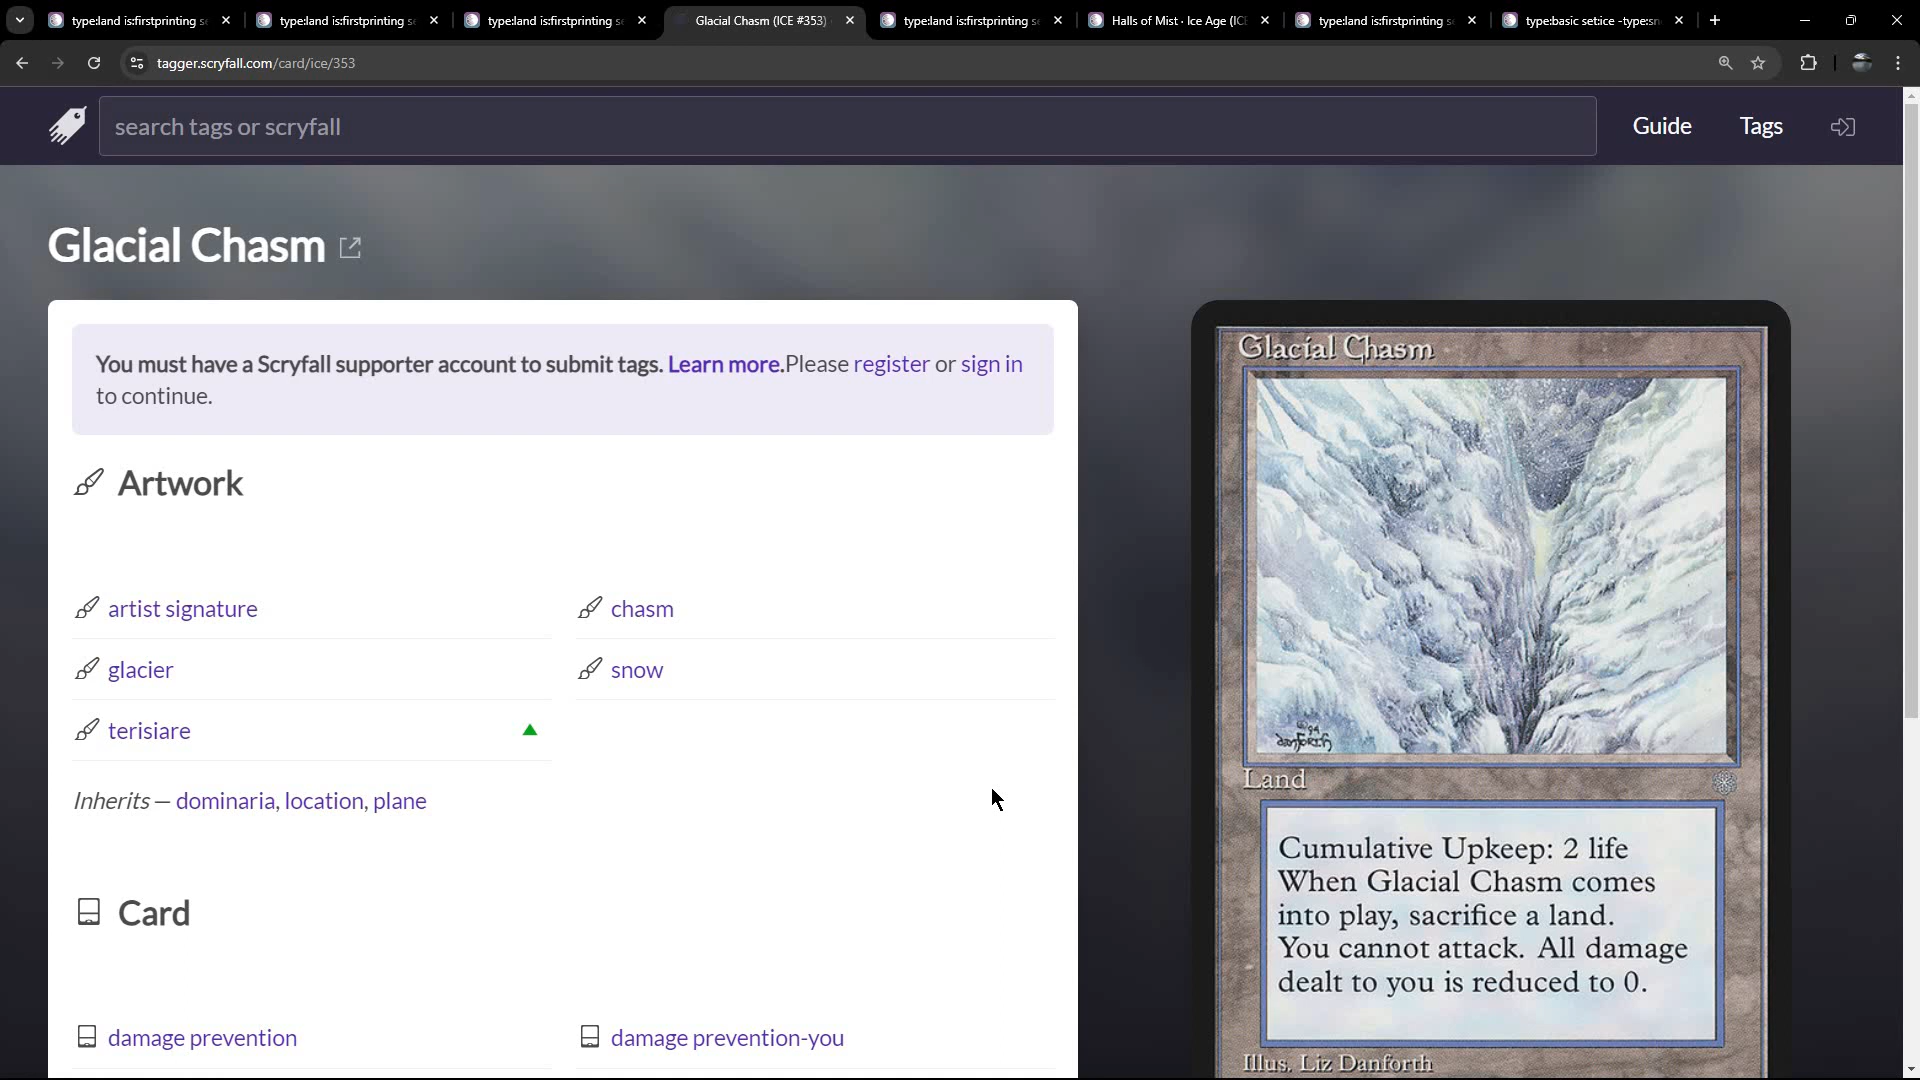 type:land is:firstprinting s
type:land is:firstprinting s
type:land is:firstprinting s
Glacial Chasm (ICE #353)
type:land is:firstprinting s
Halls of Mist · Ice Age (ICE
type:land is:firstprinting s
type:basic set:ice -type:sn
tagger.scryfall.com/card/ice/353
search tags or scryfall
Guide
Tags
Glacial Chasm
You must have a Scryfall supporter account to submit tags. Learn more.Please register or sign in
to continue.
Artwork
artist signature
chasm
glacier
snow
terisiare
Inherits — dominaria, location, plane
Card
damage prevention
damage prevention-you
Glacial Chasm
©94
danforth
Land
Cumulative Upkeep: 2 life
When Glacial Chasm comes
into play, sacrifice a land.
You cannot attack. All damage
dealt to you is reduced to 0.
Illus. Liz Danforth